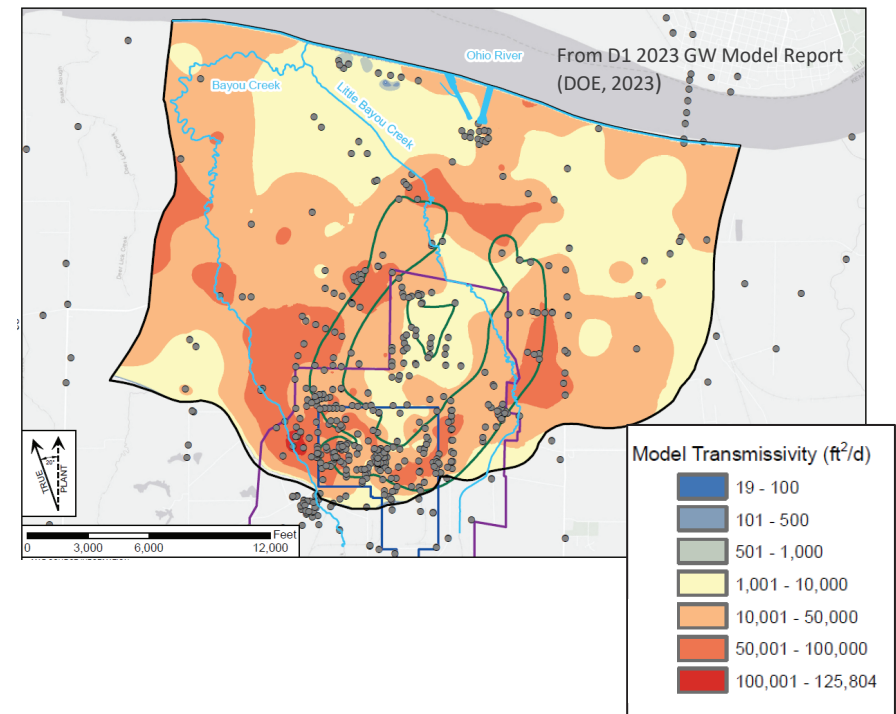 Ohio River
From D1 2023 GW Model Report
(DOE, 2023)
Bayou Creek
Little Bayou Creek
TRUE
20°
PLANT
Feet
0 3,000 6,000 12,000
Model Transmissivity (ft²/d)
19 - 100
101 - 500
501 - 1,000
1,001 - 10,000
10,001 - 50,000
50,001 - 100,000
100,001 - 125,804